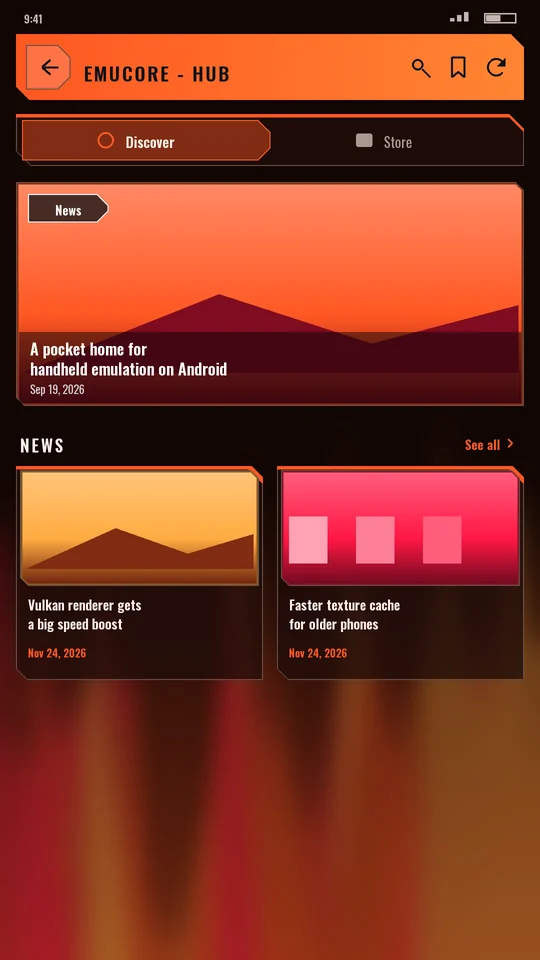 9:41
EMUCORE - HUB
Discover
Store
News
A pocket home for
handheld emulation on Android
Sep 19, 2026
NEWS
See all
Vulkan renderer gets
a big speed boost
Nov 24, 2026
Faster texture cache
for older phones
Nov 24, 2026